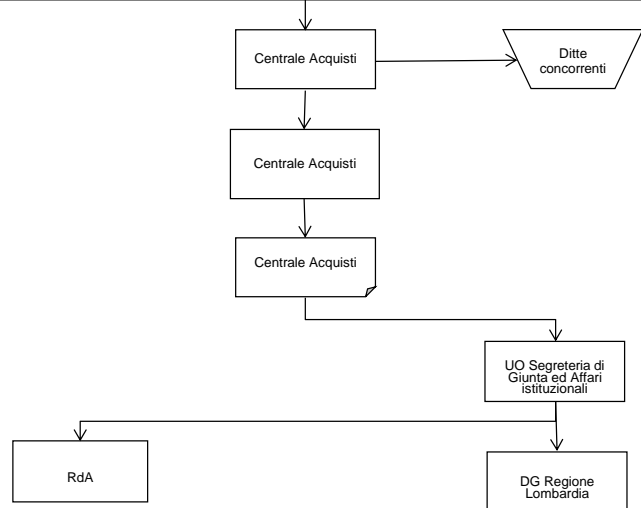 Centrale Acquisti
Ditte
concorrenti
Centrale Acquisti
Centrale Acquisti
UO Segreteria di
Giunta ed Affari
istituzionali
RdA
DG Regione
Lombardia